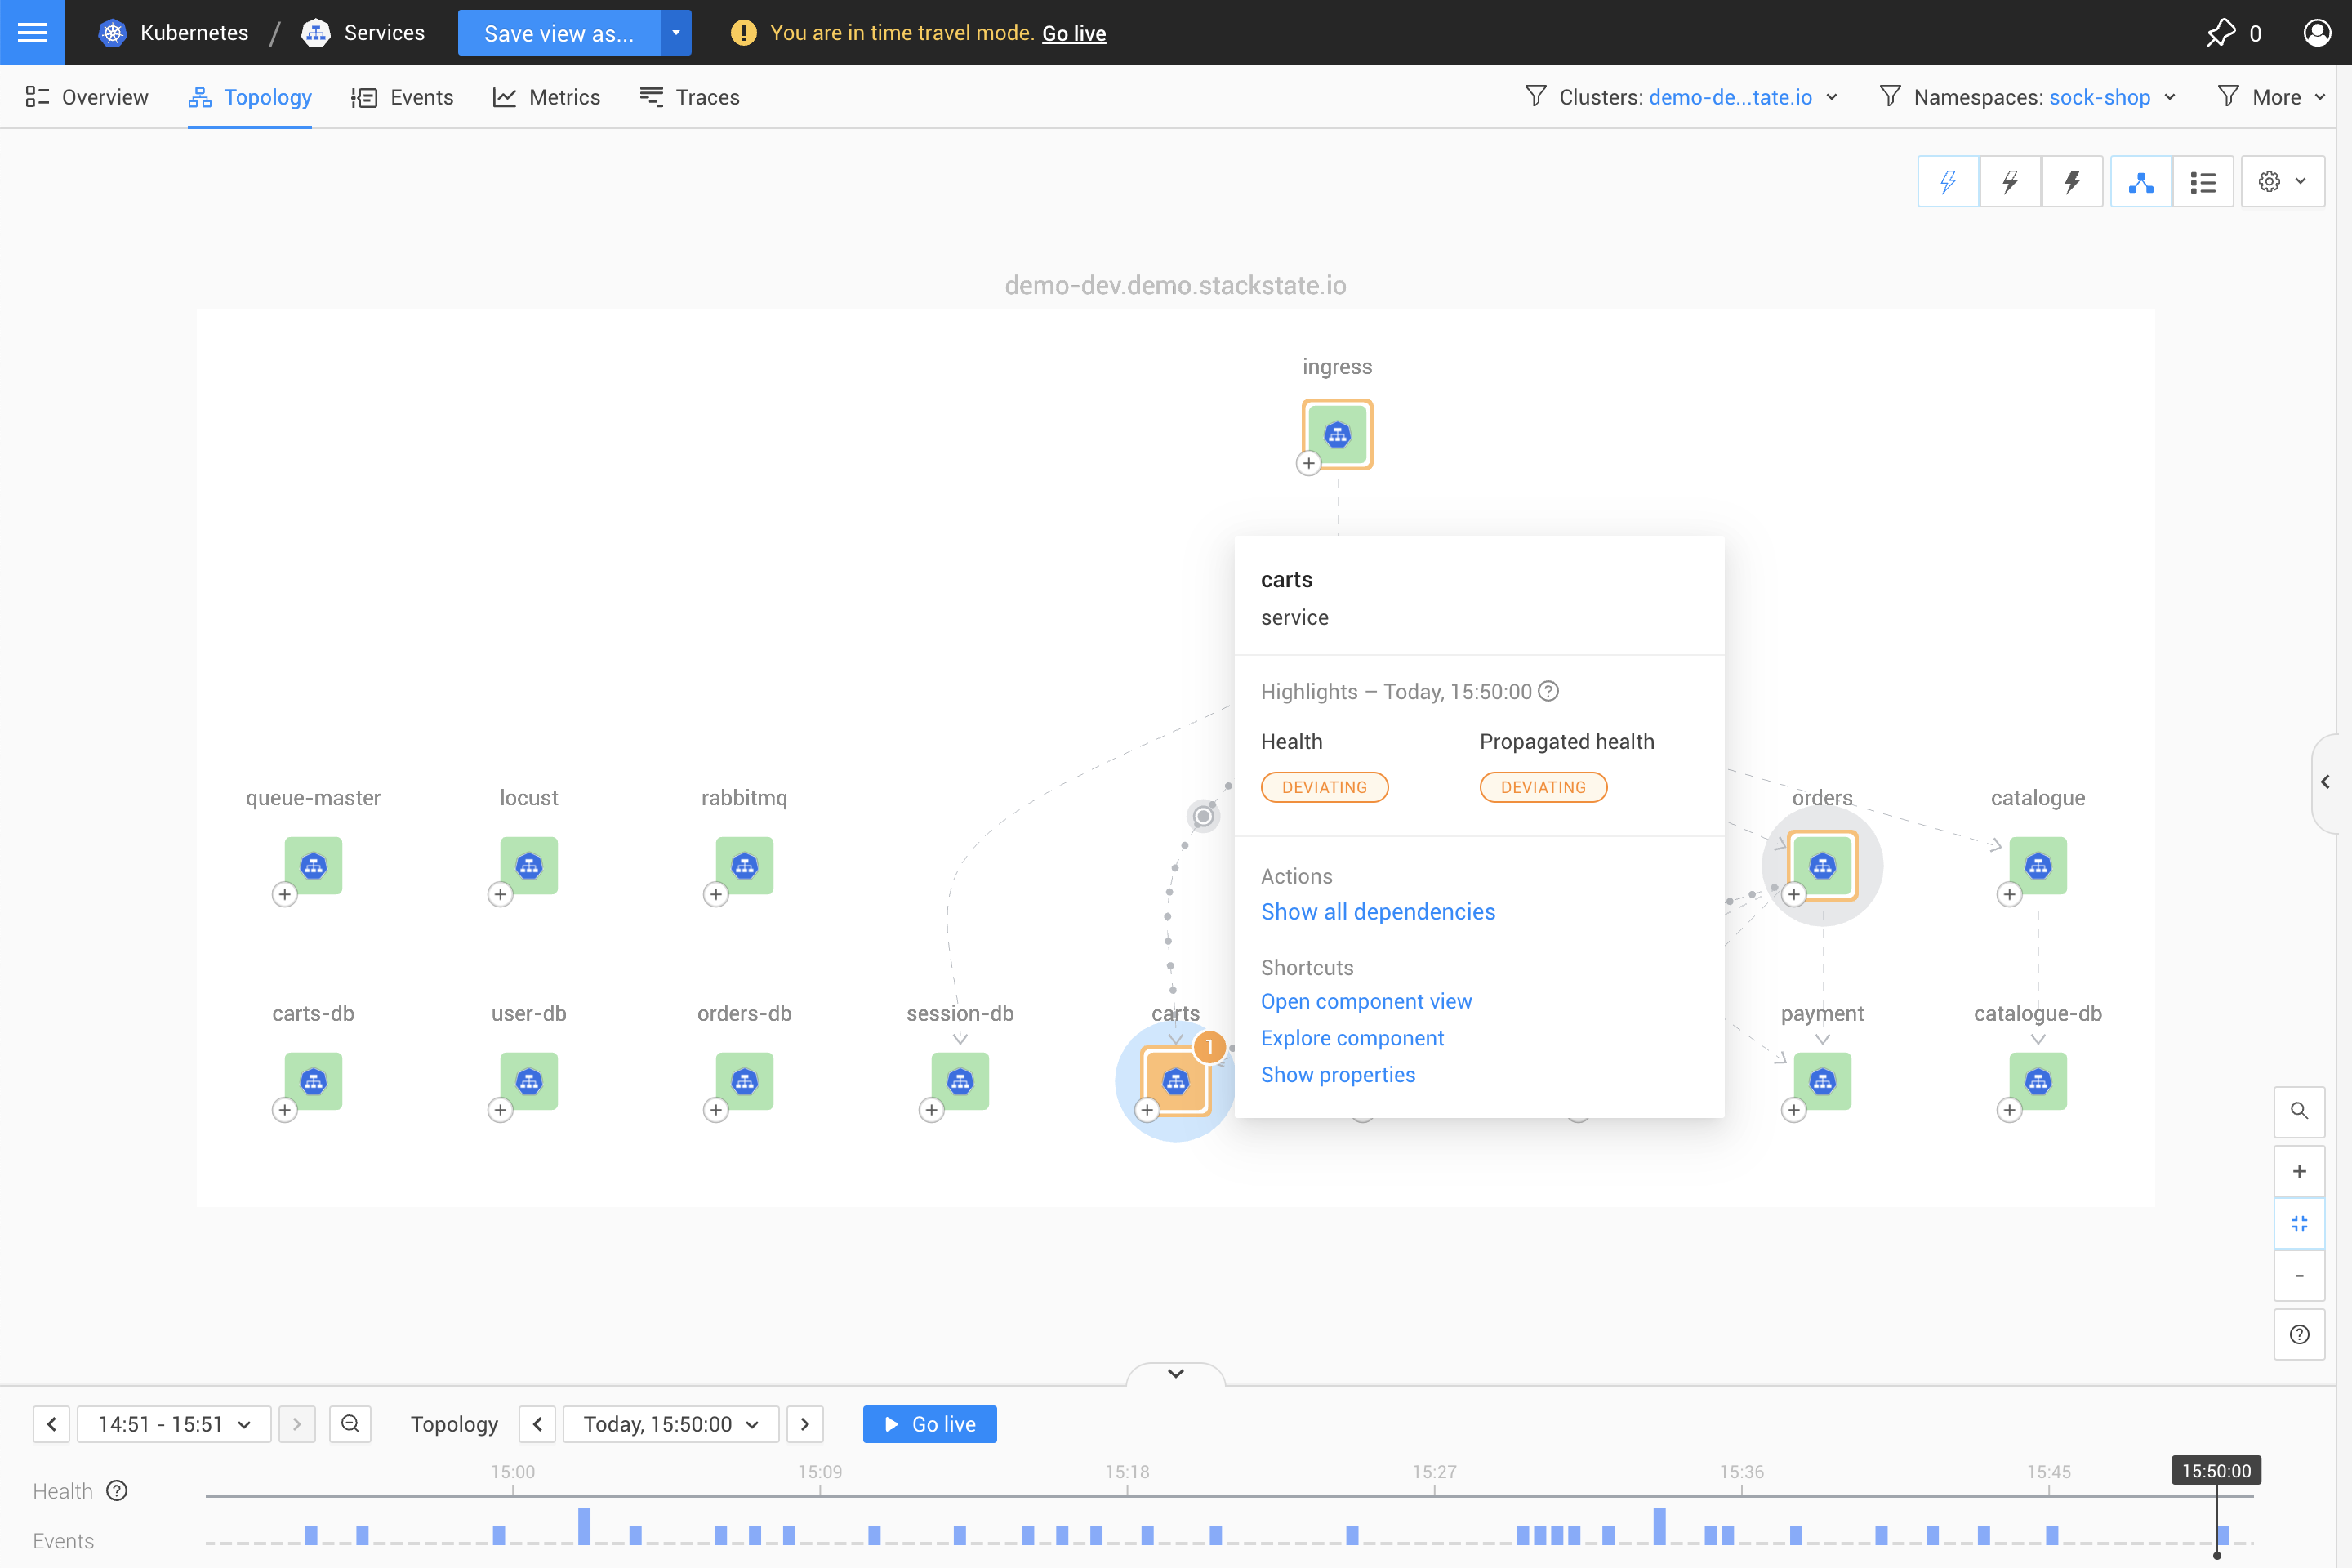 Kubernetes / Services Save view as... You are in time travel mode. Go live 0
Overview Topology Events Metrics Traces Clusters: demo-de...tate.io Namespaces: sock-shop More
demo-dev.demo.stackstate.io
ingress
carts
service
Highlights – Today, 15:50:00
Health Propagated health
DEVIATING DEVIATING
Actions
Show all dependencies
Shortcuts
Open component view
Explore component
Show properties
queue-master locust rabbitmq orders catalogue
carts-db user-db orders-db session-db carts payment catalogue-db
1
14:51 - 15:51 Topology Today, 15:50:00 Go live
15:00 15:09 15:18 15:27 15:36 15:45 15:50:00
Health
Events